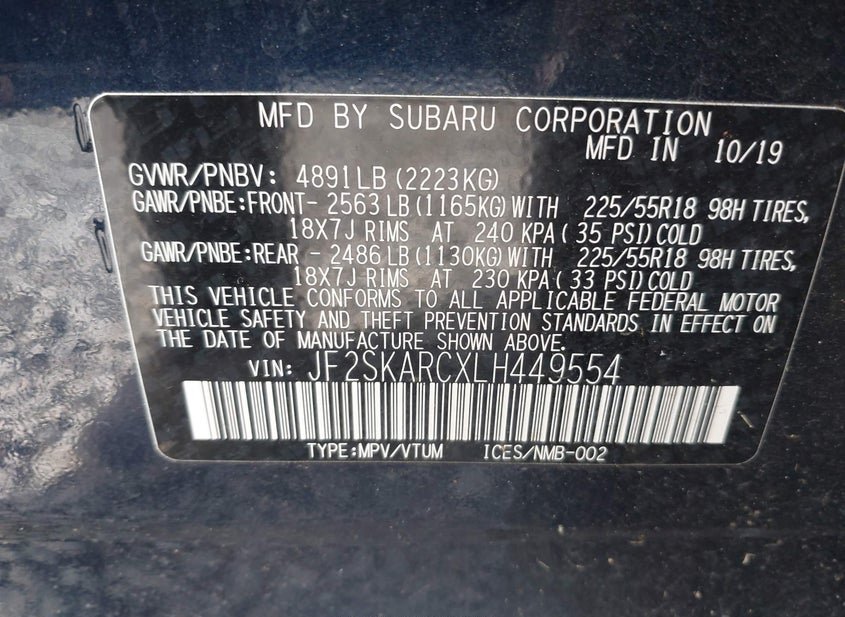 MFD BY SUBARU CORPORATION
MFD IN 10/19
GVWR/PNBV: 4891LB (2223KG)
GAWR/PNBE:FRONT- 2563 LB (1165KG) WITH 225/55R18 98H TIRES,
18X7J RIMS AT 240 KPA ( 35 PSI) COLD
GAWR/PNBE:REAR - 2486 LB (1130KG) WITH 225/55R18 98H TIRES,
18X7J RIMS AT 230 KPA ( 33 PSI) COLD
THIS VEHICLE CONFORMS TO ALL APPLICABLE FEDERAL MOTOR
VEHICLE SAFETY AND THEFT PREVENTION STANDARDS IN EFFECT ON
THE DATE OF MANUFACTURE SHOWN ABOVE.
VIN: JF2SKARCXLH449554
TYPE:MPV/VTUM ICES/NMB-002